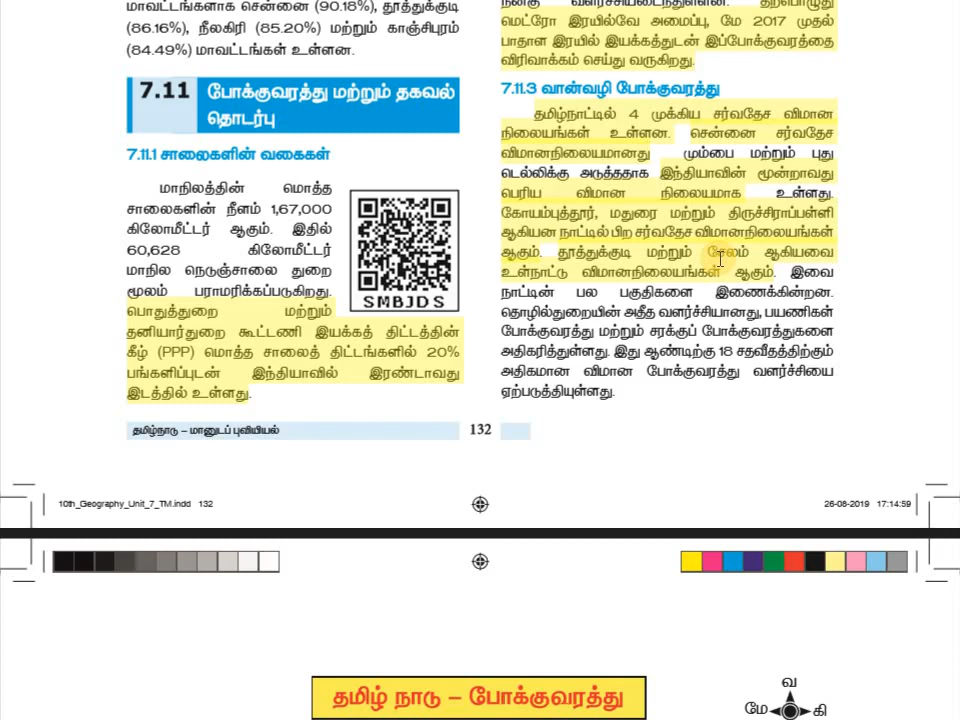 மாவட்டங்களாக சென்னை (90.18%), தூத்துக்குடி
(86.16%), நீலகிரி (85.20%) மற்றும் காஞ்சிபுரம்
(84.49%) மாவட்டங்கள் உள்ளன.
7.11 போக்குவரத்து மற்றும் தகவல்
தொடர்பு
7.11.1 சாலைகளின் வகைகள்
மாநிலத்தின் மொத்த
சாலைகளின் நீளம் 1,67,000
கிலோமீட்டர் ஆகும். இதில்
60,628 கிலோமீட்டர்
மாநில நெடுஞ்சாலை துறை
மூலம் பராமரிக்கப்படுகிறது.
பொதுத்துறை மற்றும்
SMBJDS
தனியார்துறை கூட்டணி இயக்கத் திட்டத்தின்
கீழ் (PPP) மொத்த சாலைத் திட்டங்களில் 20%
பங்களிப்புடன் இந்தியாவில் இரண்டாவது
இடத்தில் உள்ளது.
நன்கு வளர்ச்சியடைந்துள்ளன. தற்பொழுது
மெட்ரோ இரயில்வே அமைப்பு, மே 2017 முதல்
பாதாள இரயில் இயக்கத்துடன் இப்போக்குவரத்தை
விரிவாக்கம் செய்து வருகிறது.
7.11.3 வான்வழி போக்குவரத்து
தமிழ்நாட்டில் 4 முக்கிய சர்வதேச விமான
நிலையங்கள் உள்ளன. சென்னை சர்வதேச
விமானநிலையமானது மும்பை மற்றும் புது
டெல்லிக்கு அடுத்ததாக இந்தியாவின் மூன்றாவது
பெரிய விமான நிலையமாக உள்ளது.
கோயம்புத்தூர், மதுரை மற்றும் திருச்சிராப்பள்ளி
ஆகியன நாட்டில் பிற சர்வதேச விமானநிலையங்கள்
ஆகும். தூத்துக்குடி மற்றும் சேலம் ஆகியவை
உள்நாட்டு விமானநிலையங்கள் ஆகும். இவை
நாட்டின் பல பகுதிகளை இணைக்கின்றன.
தொழில்துறையின் அதீத வளர்ச்சியானது, பயணிகள்
போக்குவரத்து மற்றும் சரக்குப் போக்குவரத்துகளை
அதிகரித்துள்ளது. இது ஆண்டிற்கு 18 சதவீதத்திற்கும்
அதிகமான விமான போக்குவரத்து வளர்ச்சியை
ஏற்படுத்தியுள்ளது.
தமிழ்நாடு – மானுடப் புவியியல் 132
10th_Geography_Unit_7_TM.indd 132 26-08-2019 17:14:59
தமிழ் நாடு – போக்குவரத்து
வ
மே கி